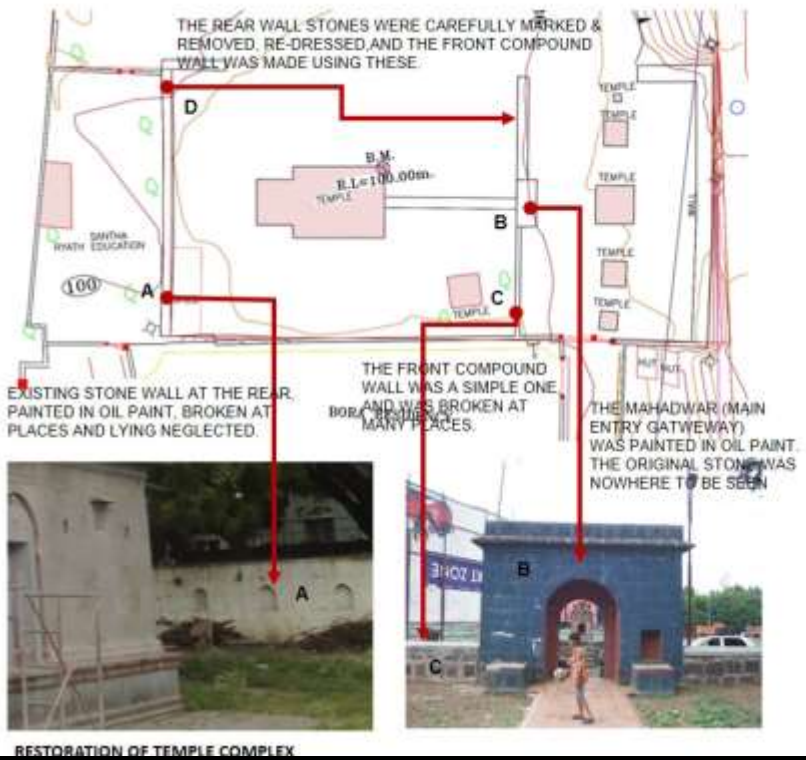 THE REAR WALL STONES WERE CAREFULLY MARKED &
REMOVED, RE-DRESSED,AND THE FRONT COMPOUND
WALL WAS MADE USING THESE.
D
B.M.
R.L=100.00m.
TEMPLE
TEMPLE
TEMPLE
TEMPLE
TEMPLE
TEMPLE
WALL
B
SANTHA
RYATH EDUCATION
100
A
C
TEMPLE
HUT
HUT
EXISTING STONE WALL AT THE REAR,
PAINTED IN OIL PAINT, BROKEN AT
PLACES AND LYING NEGLECTED.
THE FRONT COMPOUND
WALL WAS A SIMPLE ONE
AND WAS BROKEN AT
MANY PLACES.
BORA
THE MAHADWAR (MAIN
ENTRY GATWEWAY)
WAS PAINTED IN OIL PAINT.
THE ORIGINAL STONE WAS
NOWHERE TO BE SEEN
A
ZONE
B
C
RESTORATION OF TEMPLE COMPLEX